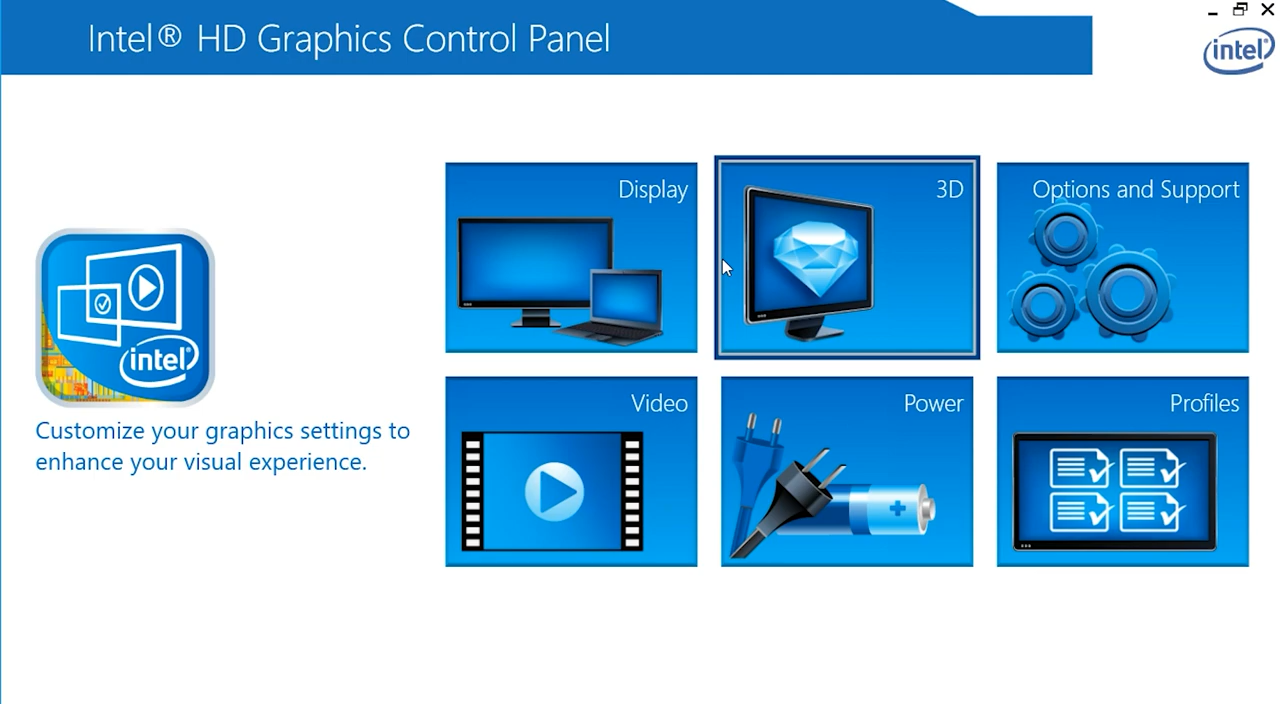 Intel® HD Graphics Control Panel
intel®
Display
3D
Options and Support
intel®
Customize your graphics settings to
enhance your visual experience.
Video
Power
Profiles